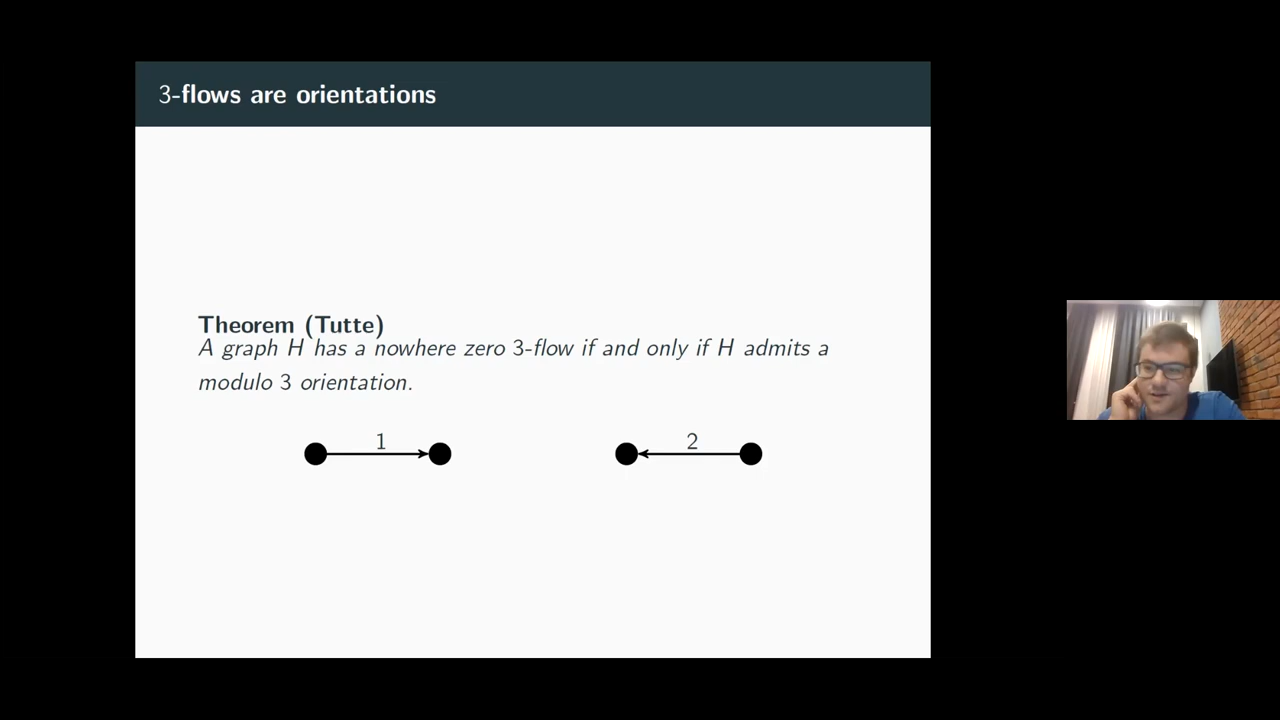 3-flows are orientations
Theorem (Tutte)
A graph H has a nowhere zero 3-flow if and only if H admits a
modulo 3 orientation.
1
2